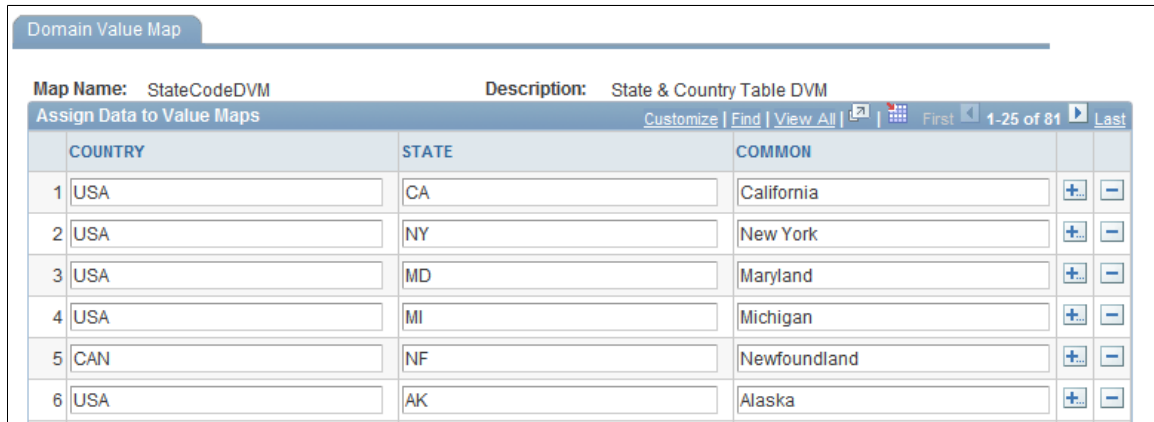 Domain Value Map
Map Name: StateCodeDVM Description: State & Country Table DVM
Assign Data to Value Maps Customize | Find | View All | | First 1-25 of 81 Last
COUNTRY STATE COMMON
1 USA CA California
2 USA NY New York
3 USA MD Maryland
4 USA MI Michigan
5 CAN NF Newfoundland
6 USA AK Alaska